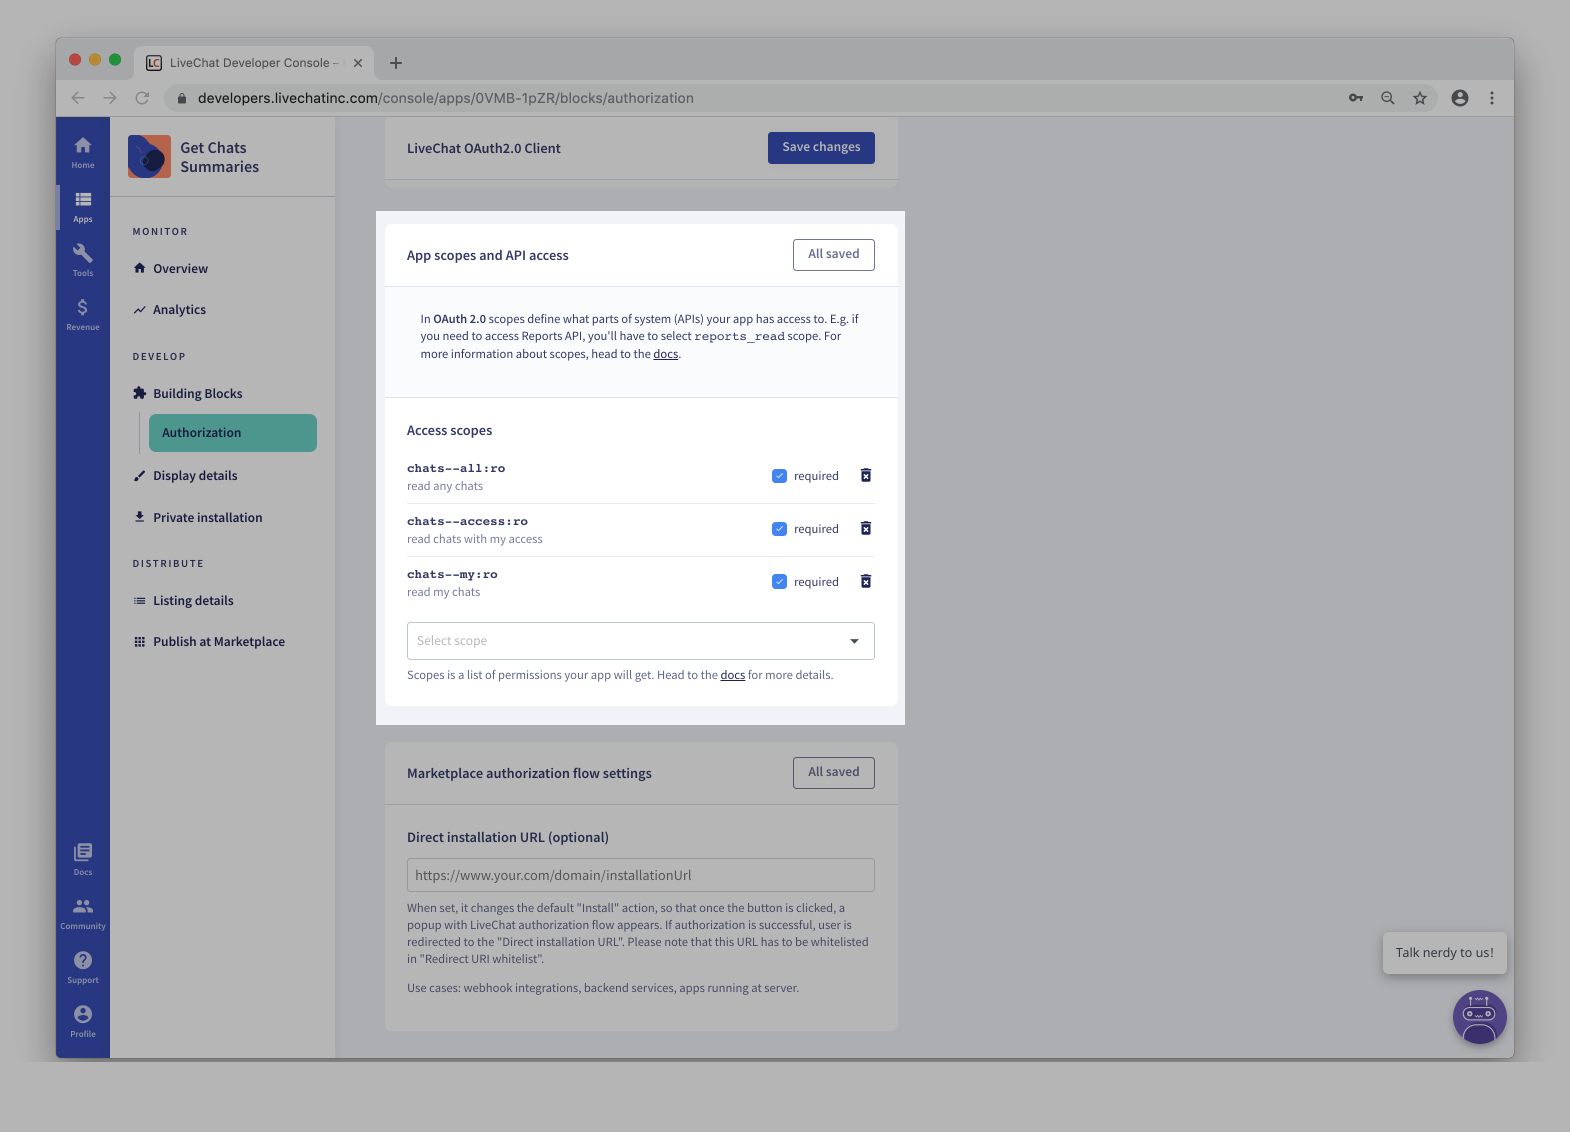 LiveChat Developer Console –
developers.livechatinc.com/console/apps/0VMB-1pZR/blocks/authorization
Home
Apps
Tools
Revenue
Docs
Community
Support
Profile
Get Chats
Summaries
MONITOR
Overview
Analytics
DEVELOP
Building Blocks
Authorization
Display details
Private installation
DISTRIBUTE
Listing details
Publish at Marketplace
LiveChat OAuth2.0 Client
Save changes
App scopes and API access
All saved
In OAuth 2.0 scopes define what parts of system (APIs) your app has access to. E.g. if
you need to access Reports API, you'll have to select reports_read scope. For
more information about scopes, head to the docs.
Access scopes
chats--all:ro
read any chats
required
chats--access:ro
read chats with my access
required
chats--my:ro
read my chats
required
Select scope
Scopes is a list of permissions your app will get. Head to the docs for more details.
Marketplace authorization flow settings
All saved
Direct installation URL (optional)
https://www.your.com/domain/installationUrl
When set, it changes the default "Install" action, so that once the button is clicked, a
popup with LiveChat authorization flow appears. If authorization is successful, user is
redirected to the "Direct installation URL". Please note that this URL has to be whitelisted
in "Redirect URI whitelist".
Use cases: webhook integrations, backend services, apps running at server.
Talk nerdy to us!